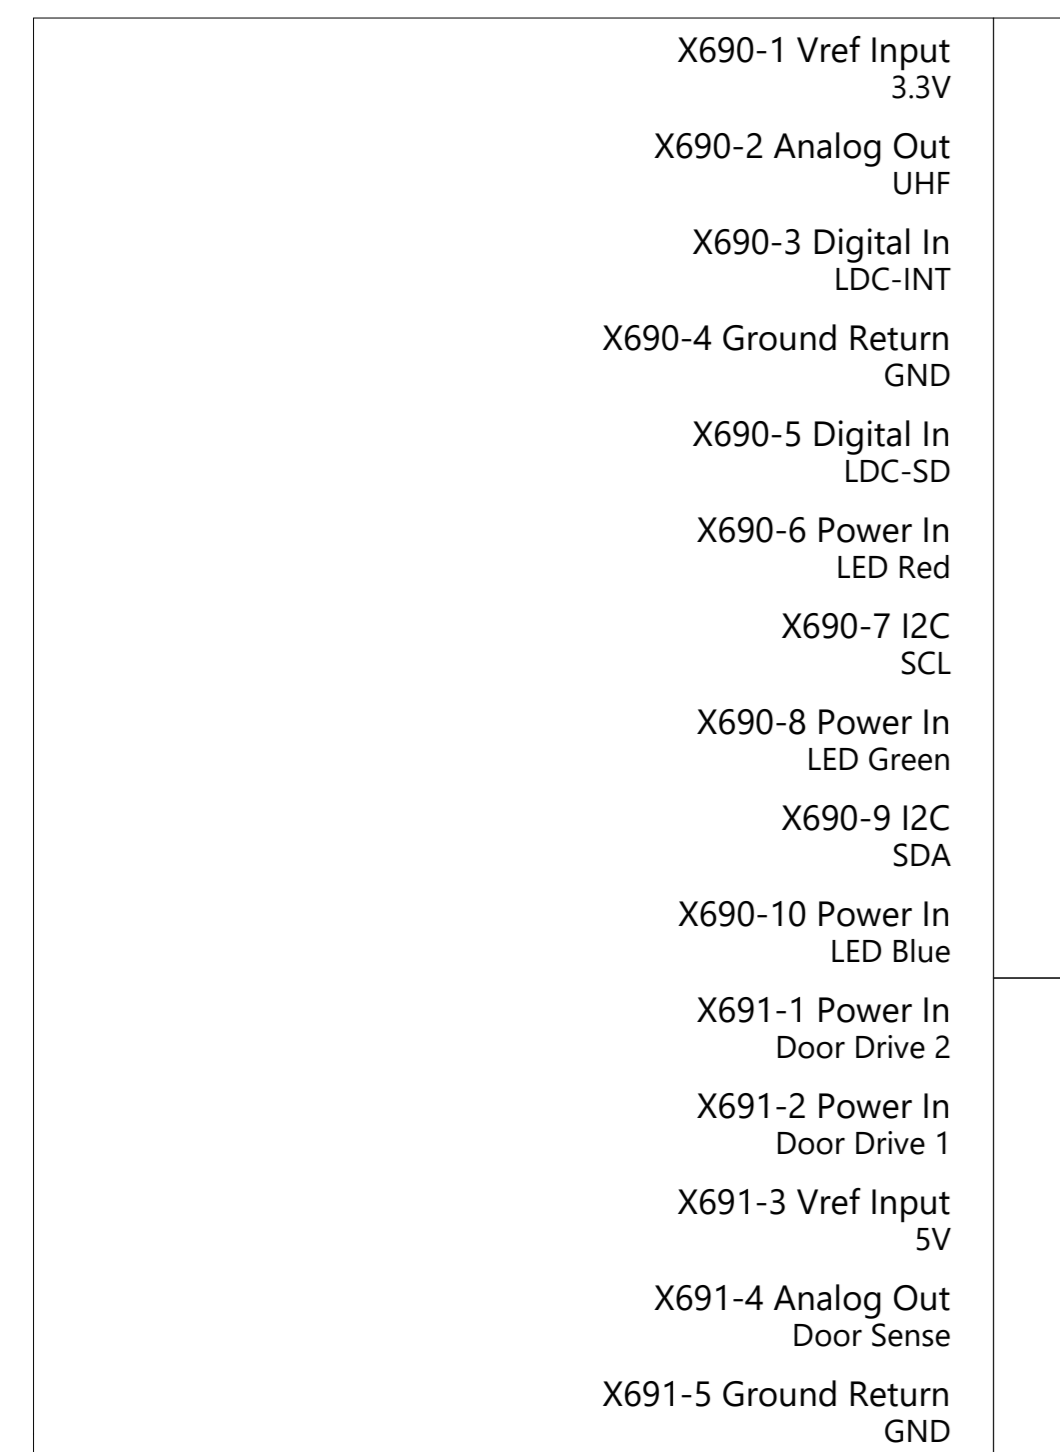 X690-1 Vref Input
3.3V
X690-2 Analog Out
UHF
X690-3 Digital In
LDC-INT
X690-4 Ground Return
GND
X690-5 Digital In
LDC-SD
X690-6 Power In
LED Red
X690-7 I2C
SCL
X690-8 Power In
LED Green
X690-9 I2C
SDA
X690-10 Power In
LED Blue
X691-1 Power In
Door Drive 2
X691-2 Power In
Door Drive 1
X691-3 Vref Input
5V
X691-4 Analog Out
Door Sense
X691-5 Ground Return
GND